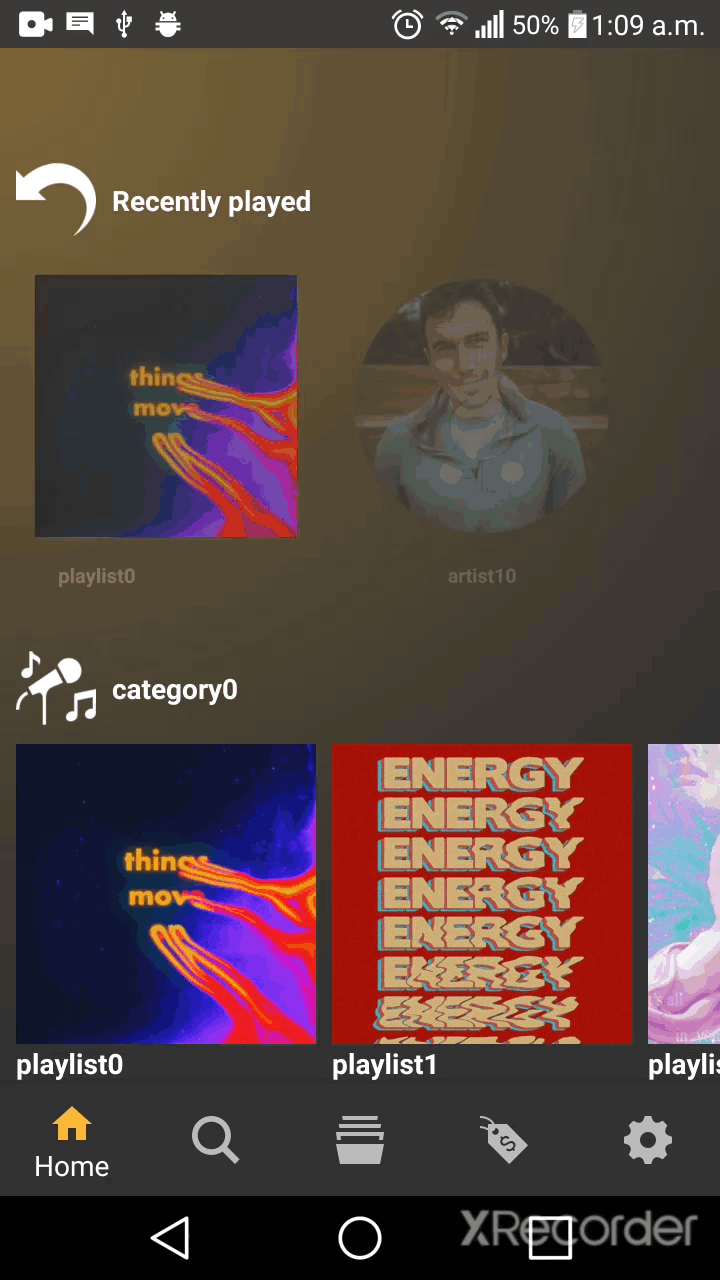 50% 1:09 a.m.
Recently played
things
move
playlist0
artist10
category0
things
move
ENERGY
ENERGY
ENERGY
ENERGY
ENERGY
ENERGY
ENERGY
playlist0
playlist1
playlis
Home
XRecorder